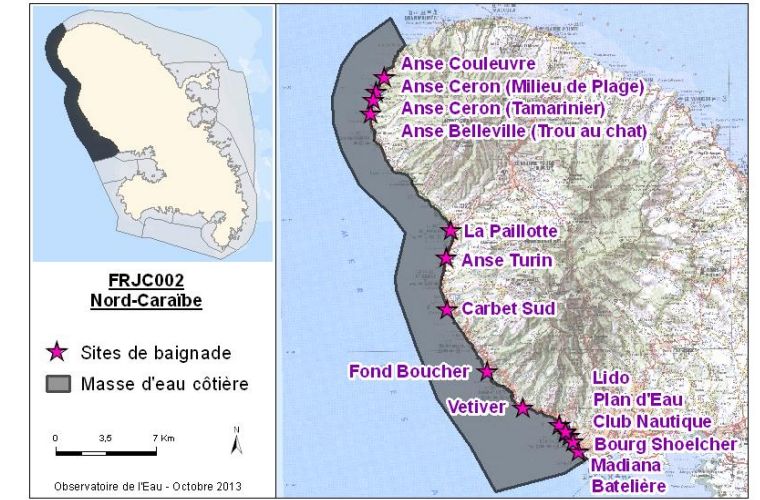 FRJC002
Nord-Caraïbe
Sites de baignade
Masse d'eau côtière
0 3,5 7 Km
N
Observatoire de l'Eau - Octobre 2013
Anse Couleuvre
Anse Ceron (Milieu de Plage)
Anse Ceron (Tamarinier)
Anse Belleville (Trou au chat)
La Paillotte
Anse Turin
Carbet Sud
Fond Boucher
Vetiver
Lido
Plan d'Eau
Club Nautique
Bourg Shoelcher
Madiana
Batelière